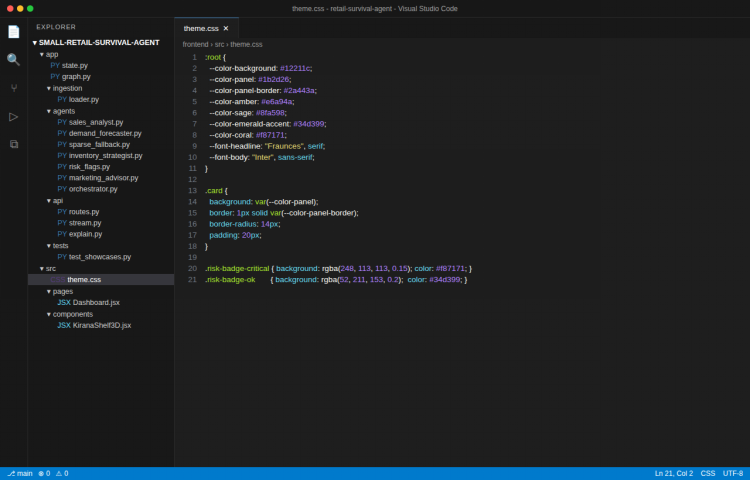 theme.css - retail-survival-agent - Visual Studio Code
EXPLORER
▾ SMALL-RETAIL-SURVIVAL-AGENT
▾ app
PY state.py
PY graph.py
▾ ingestion
PY loader.py
▾ agents
PY sales_analyst.py
PY demand_forecaster.py
PY sparse_fallback.py
PY inventory_strategist.py
PY risk_flags.py
PY marketing_advisor.py
PY orchestrator.py
▾ api
PY routes.py
PY stream.py
PY explain.py
▾ tests
PY test_showcases.py
▾ src
theme.css
▾ pages
JSX Dashboard.jsx
▾ components
JSX KiranaShelf3D.jsx
theme.css ✕
frontend › src › theme.css
1 :root {
2 --color-background: #12211c;
3 --color-panel: #1b2d26;
4 --color-panel-border: #2a443a;
5 --color-amber: #e6a94a;
6 --color-sage: #8fa598;
7 --color-emerald-accent: #34d399;
8 --color-coral: #f87171;
9 --font-headline: "Fraunces", serif;
10 --font-body: "Inter", sans-serif;
11 }
12
13 .card {
14 background: var(--color-panel);
15 border: 1px solid var(--color-panel-border);
16 border-radius: 14px;
17 padding: 20px;
18 }
19
20 .risk-badge-critical { background: rgba(248, 113, 113, 0.15); color: #f87171; }
21 .risk-badge-ok { background: rgba(52, 211, 153, 0.2); color: #34d399; }
⎇ main ⊗ 0 ⚠ 0
Ln 21, Col 2 CSS UTF-8